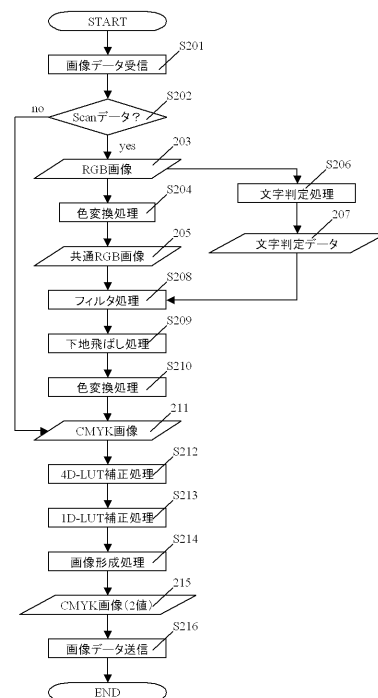 START
S201
画像データ受信
S202
Scanデータ?
no
yes
203
RGB画像
S206
文字判定処理
S204
色変換処理
207
文字判定データ
205
共通RGB画像
S208
フィルタ処理
S209
下地飛ばし処理
S210
色変換処理
211
CMYK画像
S212
4D-LUT補正処理
S213
1D-LUT補正処理
S214
画像形成処理
215
CMYK画像(2値)
S216
画像データ送信
END